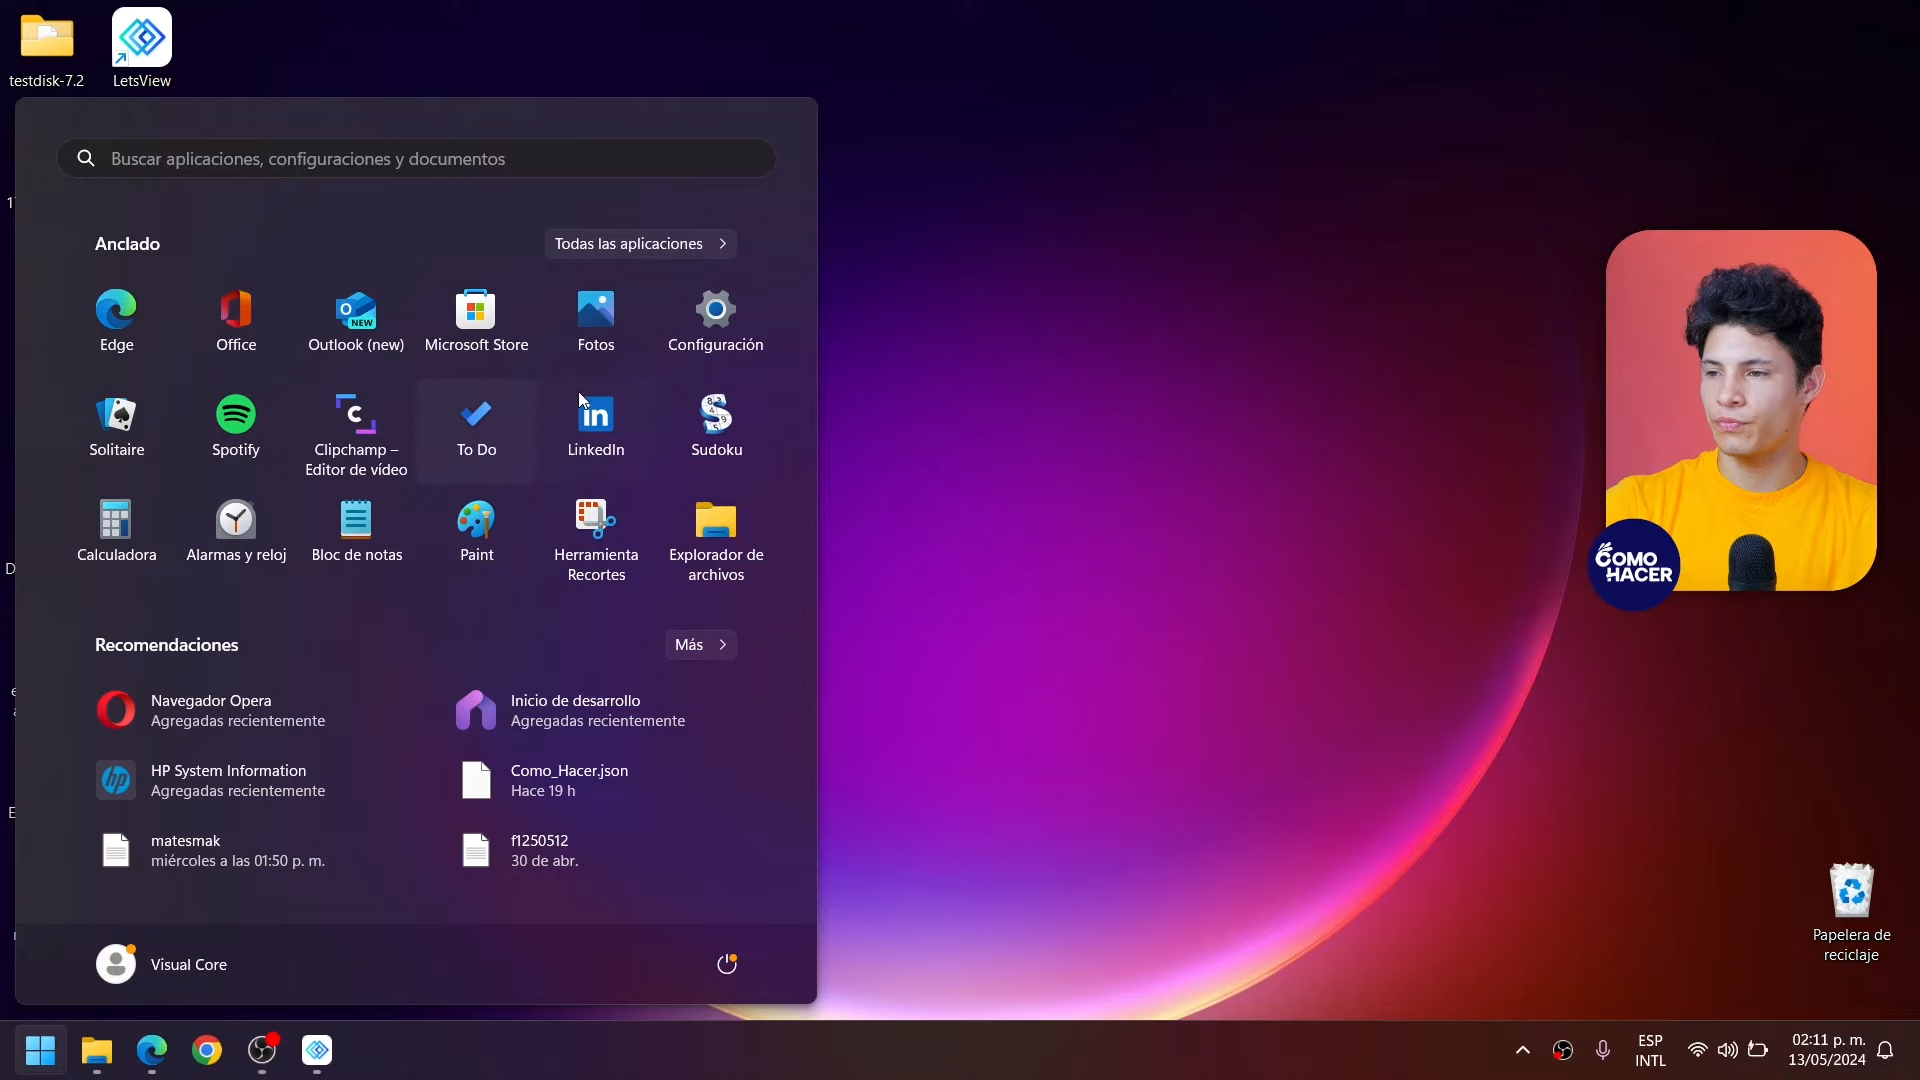 testdisk-7.2
LetsView
Buscar aplicaciones, configuraciones y documentos
Anclado
Todas las aplicaciones
Edge
Office
Outlook (new)
Microsoft Store
Fotos
Configuración
Solitaire
Spotify
Clipchamp –
Editor de vídeo
To Do
LinkedIn
Sudoku
Calculadora
Alarmas y reloj
Bloc de notas
Paint
Herramienta
Recortes
Explorador de
archivos
Recomendaciones
Más
Navegador Opera
Agregadas recientemente
Inicio de desarrollo
Agregadas recientemente
HP System Information
Agregadas recientemente
Como_Hacer.json
Hace 19 h
matesmak
miércoles a las 01:50 p. m.
f1250512
30 de abr.
Visual Core
COMO
HACER
Papelera de
reciclaje
ESP
INTL
02:11 p. m.
13/05/2024